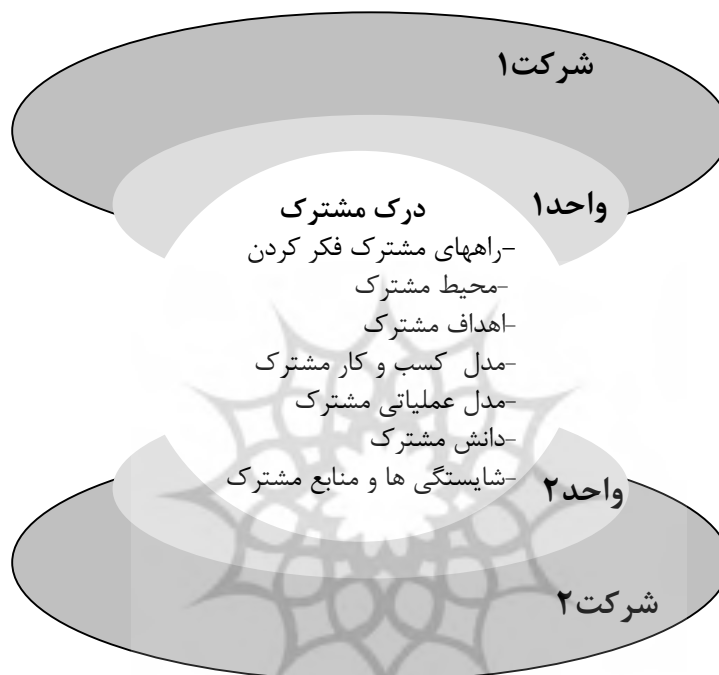 شرکت۱
واحد۱
درک مشترک
-راههای مشترک فکر کردن
-محیط مشترک
-اهداف مشترک
-مدل کسب و کار مشترک
-مدل عملیاتی مشترک
-دانش مشترک
-شایستگی ها و منابع مشترک
واحد۲
شرکت۲